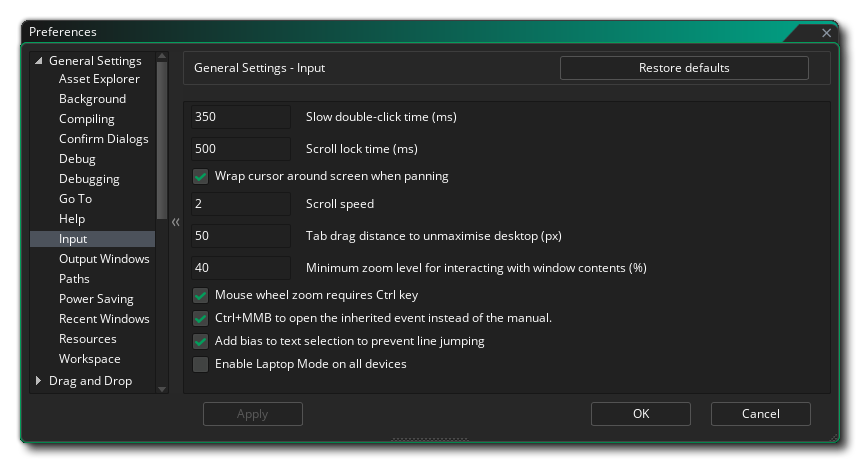 Preferences
General Settings
Asset Explorer
Background
Compiling
Confirm Dialogs
Debug
Debugging
Go To
Help
Input
Output Windows
Paths
Power Saving
Recent Windows
Resources
Workspace
Drag and Drop
General Settings - Input
Restore defaults
350 Slow double-click time (ms)
500 Scroll lock time (ms)
Wrap cursor around screen when panning
2 Scroll speed
50 Tab drag distance to unmaximise desktop (px)
40 Minimum zoom level for interacting with window contents (%)
Mouse wheel zoom requires Ctrl key
Ctrl+MMB to open the inherited event instead of the manual.
Add bias to text selection to prevent line jumping
Enable Laptop Mode on all devices
Apply
OK
Cancel